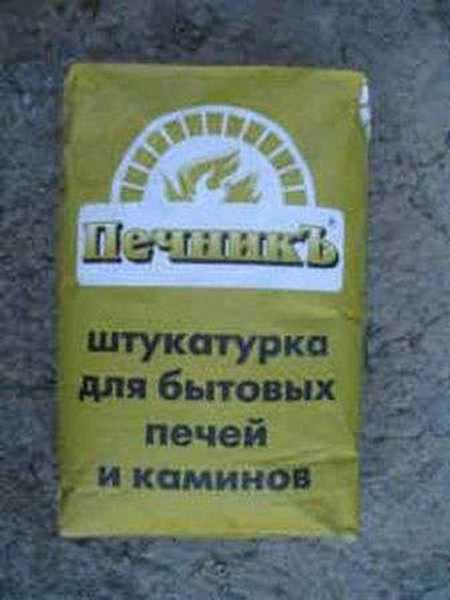 ПечникЪ
штукатурка
для бытовых
печей
и каминов